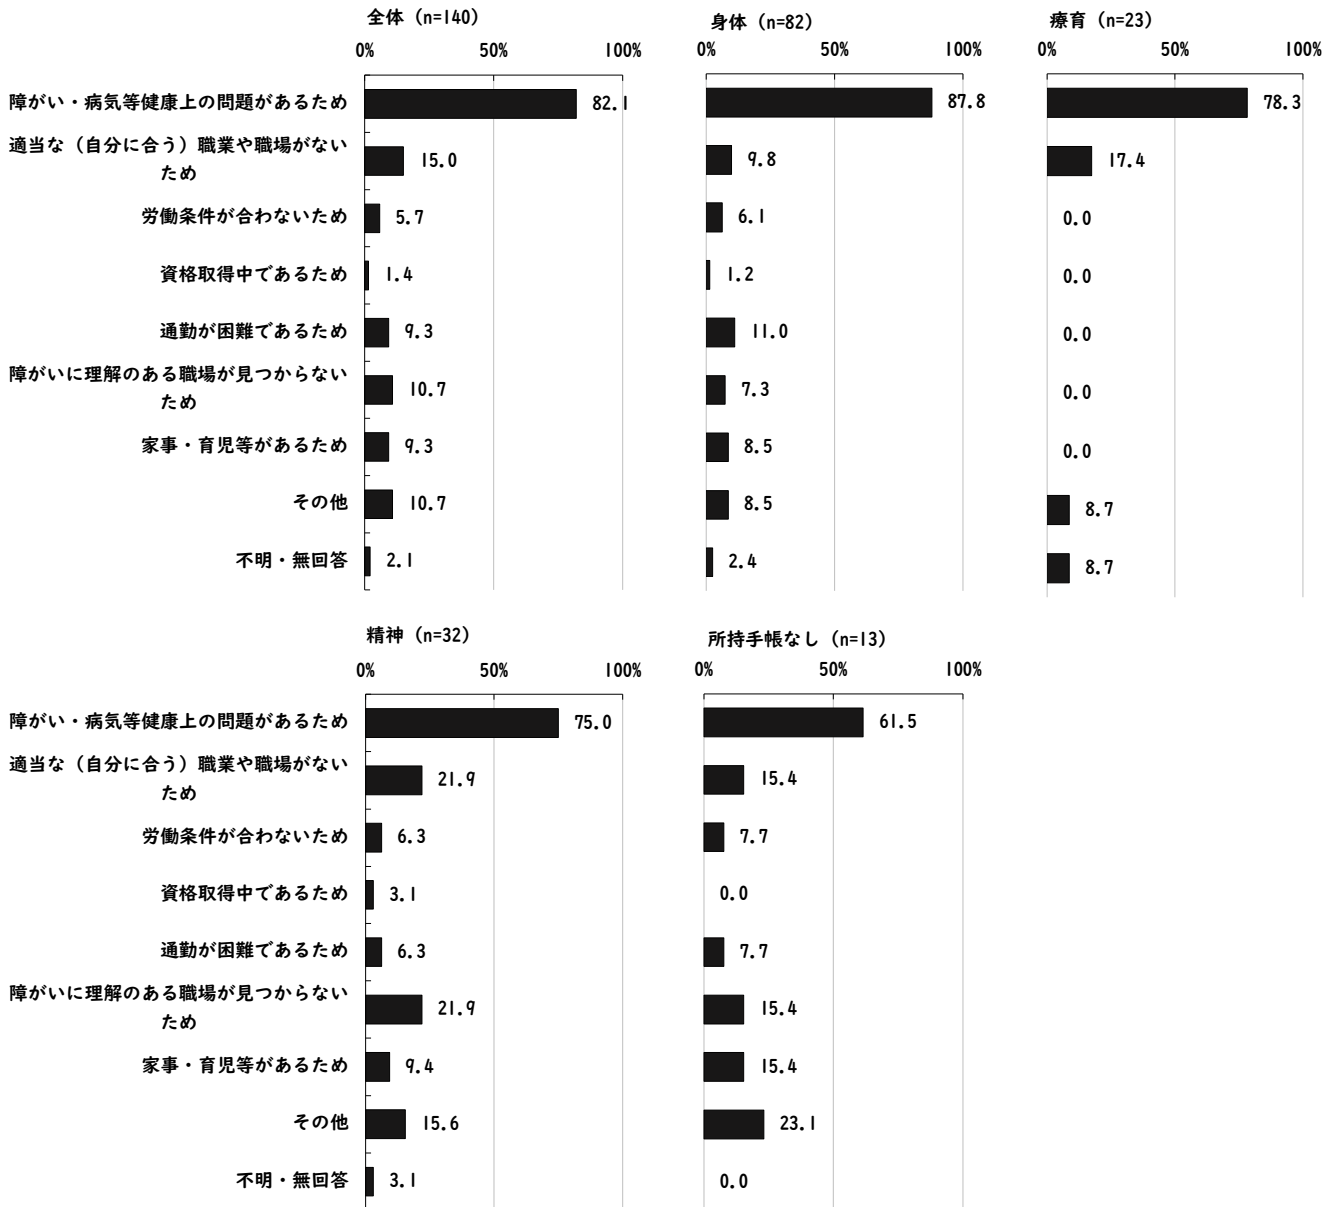 全体（n=140）
0% 50% 100%
障がい・病気等健康上の問題があるため 82.1
適当な（自分に合う）職業や職場がない
ため 15.0
労働条件が合わないため 5.7
資格取得中であるため 1.4
通勤が困難であるため 9.3
障がいに理解のある職場が見つからない
ため 10.7
家事・育児等があるため 9.3
その他 10.7
不明・無回答 2.1
身体（n=82）
0% 50% 100%
87.8
9.8
6.1
1.2
11.0
7.3
8.5
8.5
2.4
療育（n=23）
0% 50% 100%
78.3
17.4
0.0
0.0
0.0
0.0
0.0
8.7
8.7
精神（n=32）
0% 50% 100%
障がい・病気等健康上の問題があるため 75.0
適当な（自分に合う）職業や職場がない
ため 21.9
労働条件が合わないため 6.3
資格取得中であるため 3.1
通勤が困難であるため 6.3
障がいに理解のある職場が見つからない
ため 21.9
家事・育児等があるため 9.4
その他 15.6
不明・無回答 3.1
所持手帳なし（n=13）
0% 50% 100%
61.5
15.4
7.7
0.0
7.7
15.4
15.4
23.1
0.0